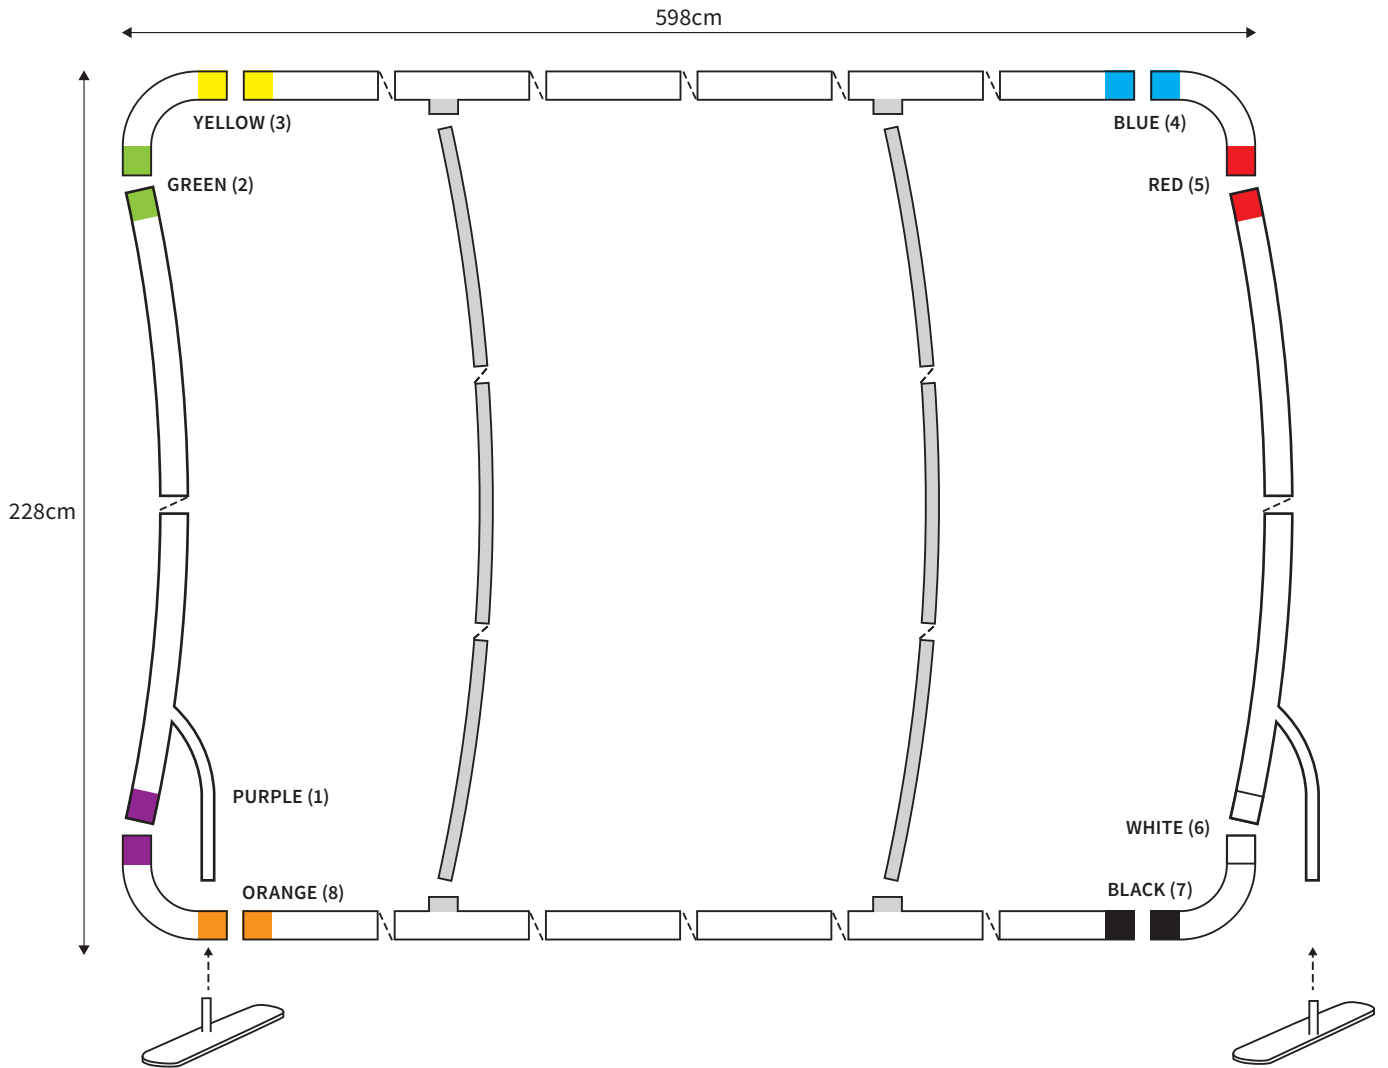 598cm
YELLOW (3)
BLUE (4)
GREEN (2)
RED (5)
228cm
PURPLE (1)
WHITE (6)
ORANGE (8)
BLACK (7)